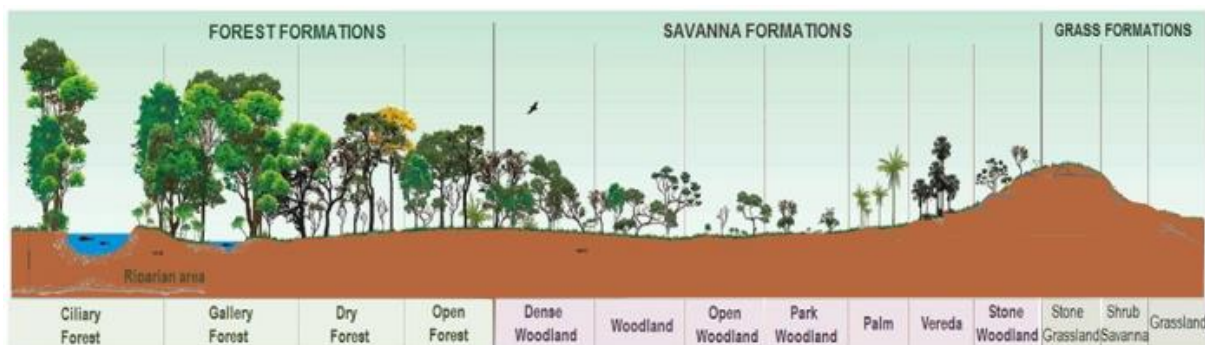 FOREST FORMATIONS
SAVANNA FORMATIONS
GRASS FORMATIONS
Riparian area
Ciliary
Forest
Gallery
Forest
Dry
Forest
Open
Forest
Dense
Woodland
Woodland
Open
Woodland
Park
Woodland
Palm
Vereda
Stone
Woodland
Stone
Grassland
Shrub
Savanna
Grassland